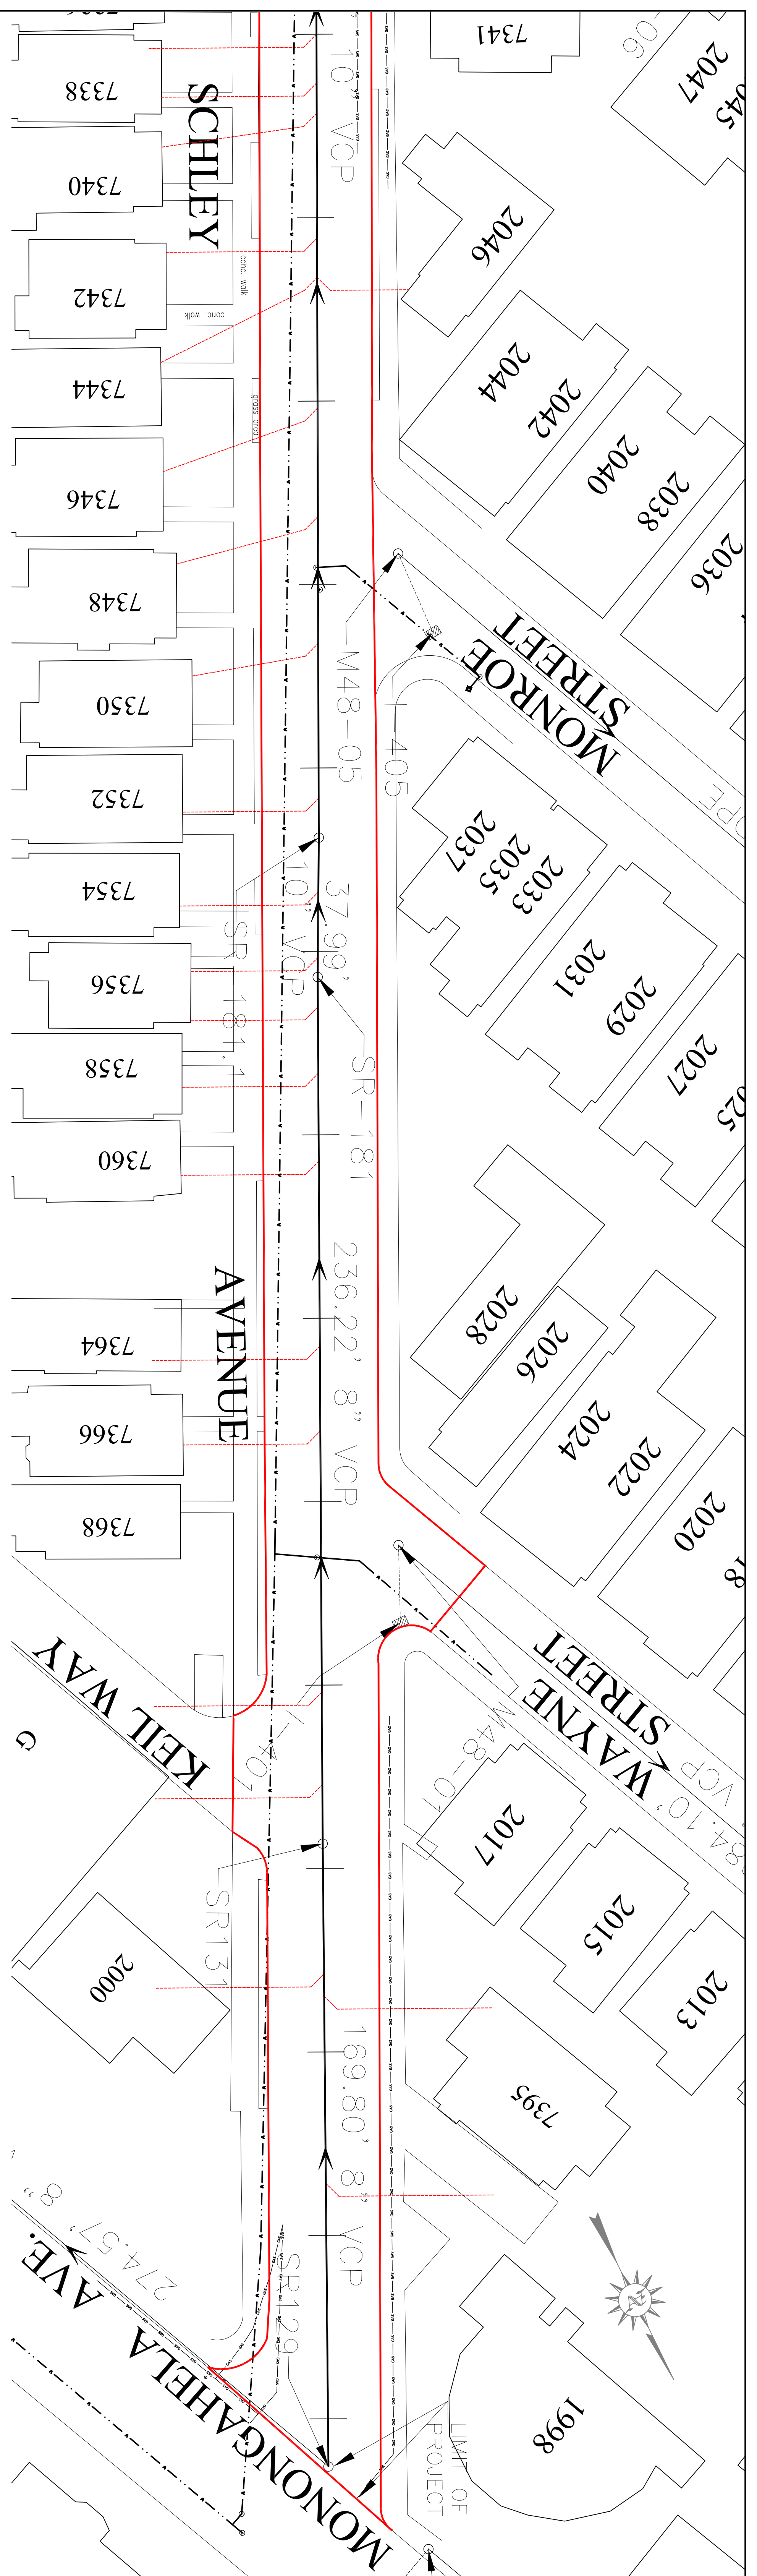 7338
7340
7342
7344
7346
7348
7350
7352
7354
7356
7358
7360
7364
7366
7368
SCHLEY
AVENUE
conc. walk
conc. walk
grass area
10" VCP
M48-05
I-405
37.99'
10" VCP
SR-181.1
SR-181
236.22' 8" VCP
I-401
M48-01
SR131
169.80' 8" VCP
SR129
LIMIT OF
PROJECT
7341
2047
2046
2044
2042
2040
2038
2036
MONROE
STREET
2037
2035
2033
2031
2029
2027
2028
2026
2024
2022
2020
WAYNE
STREET
VCP
2017
2015
2013
7395
1998
KEIL WAY
G
2000
274.57' 8"
MONONGAHELA AVE.